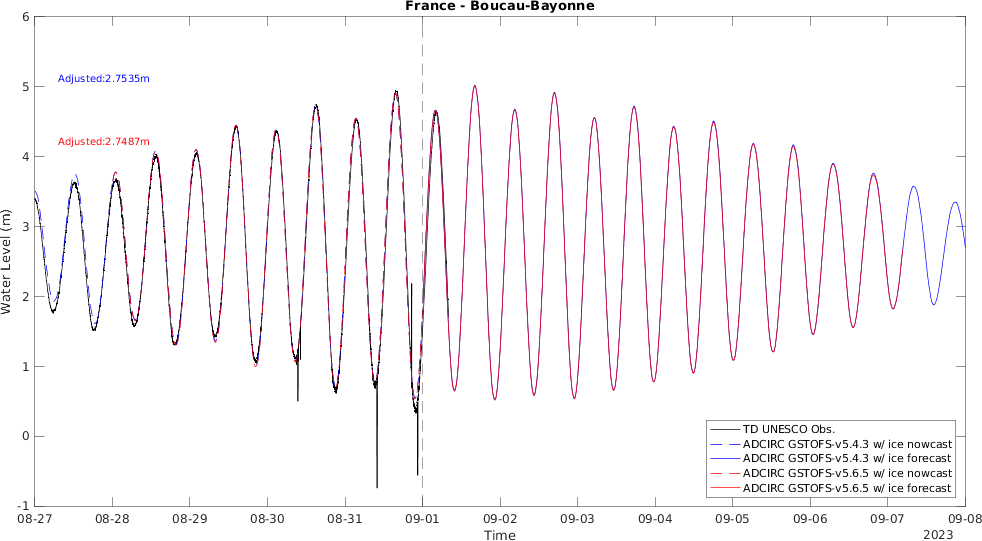 France - Boucau-Bayonne
Water Level (m)
6
5
4
3
2
1
0
-1
Adjusted:2.7535m
Adjusted:2.7487m
TD UNESCO Obs.
ADCIRC GSTOFS-v5.4.3 w/ ice nowcast
ADCIRC GSTOFS-v5.4.3 w/ ice forecast
ADCIRC GSTOFS-v5.6.5 w/ ice nowcast
ADCIRC GSTOFS-v5.6.5 w/ ice forecast
08-27 08-28 08-29 08-30 08-31 09-01 09-02 09-03 09-04 09-05 09-06 09-07 09-08
Time
2023